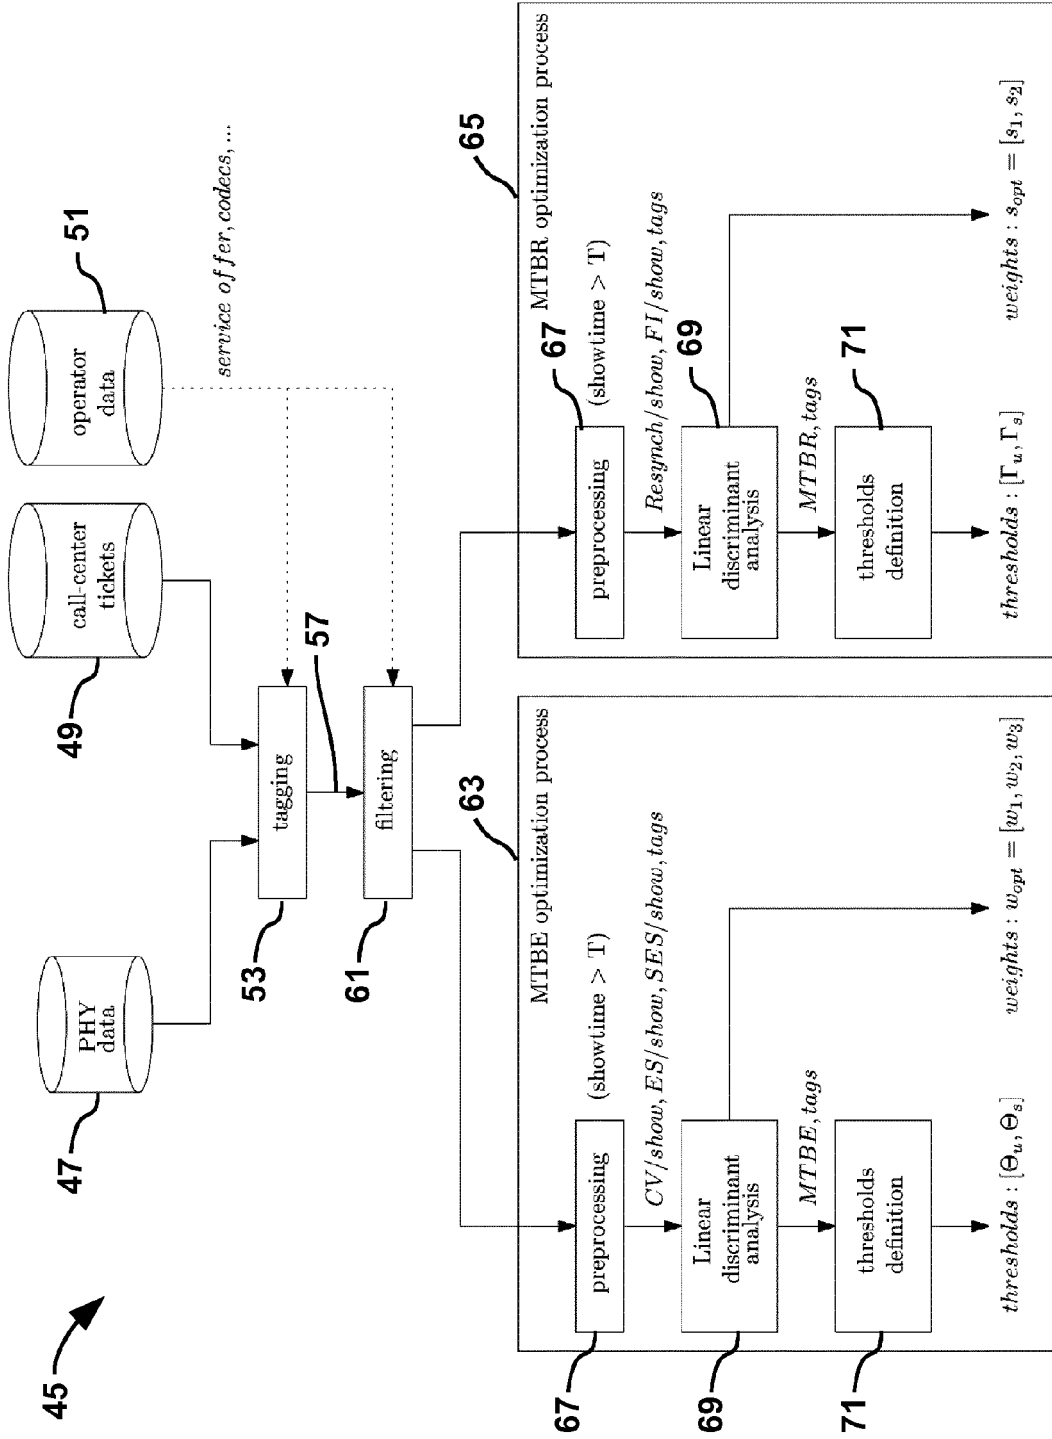 45
47
PHY
data
49
call-center
tickets
operator
data
51
service offer, codecs, ...
53
tagging
57
61
filtering
63
MTBE optimization process
67
preprocessing
(showtime > T)
CV/show, ES/show, SES/show, tags
69
Linear
discriminant
analysis
MTBE, tags
71
thresholds
definition
thresholds : [Θu, Θs]
weights : wopt = [w1, w2, w3]
65
MTBR optimization process
67
preprocessing
(showtime > T)
Resynch/show, FI/show, tags
69
Linear
discriminant
analysis
MTBR, tags
71
thresholds
definition
thresholds : [Γu, Γs]
weights : sopt = [s1, s2]